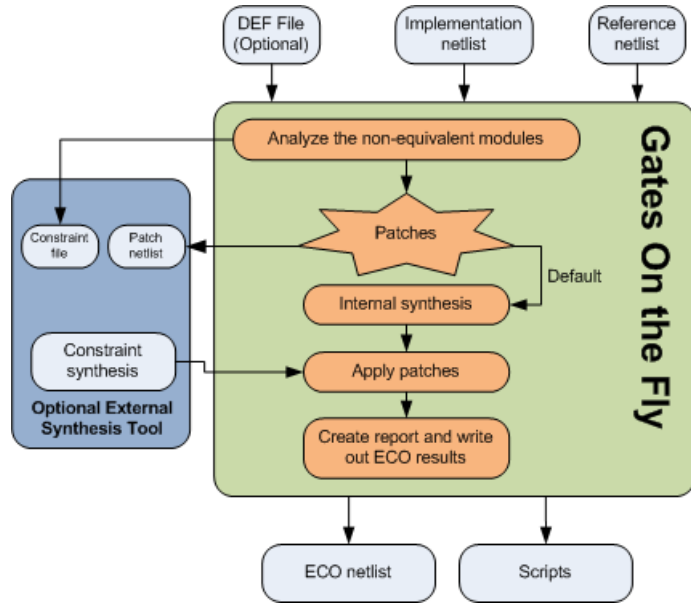 DEF File
(Optional)
Implementation
netlist
Reference
netlist
Analyze the non-equivalent modules
Gates On the Fly
Patches
Constraint
file
Patch
netlist
Default
Internal synthesis
Constraint
synthesis
Apply patches
Optional External
Synthesis Tool
Create report and write
out ECO results
ECO netlist
Scripts